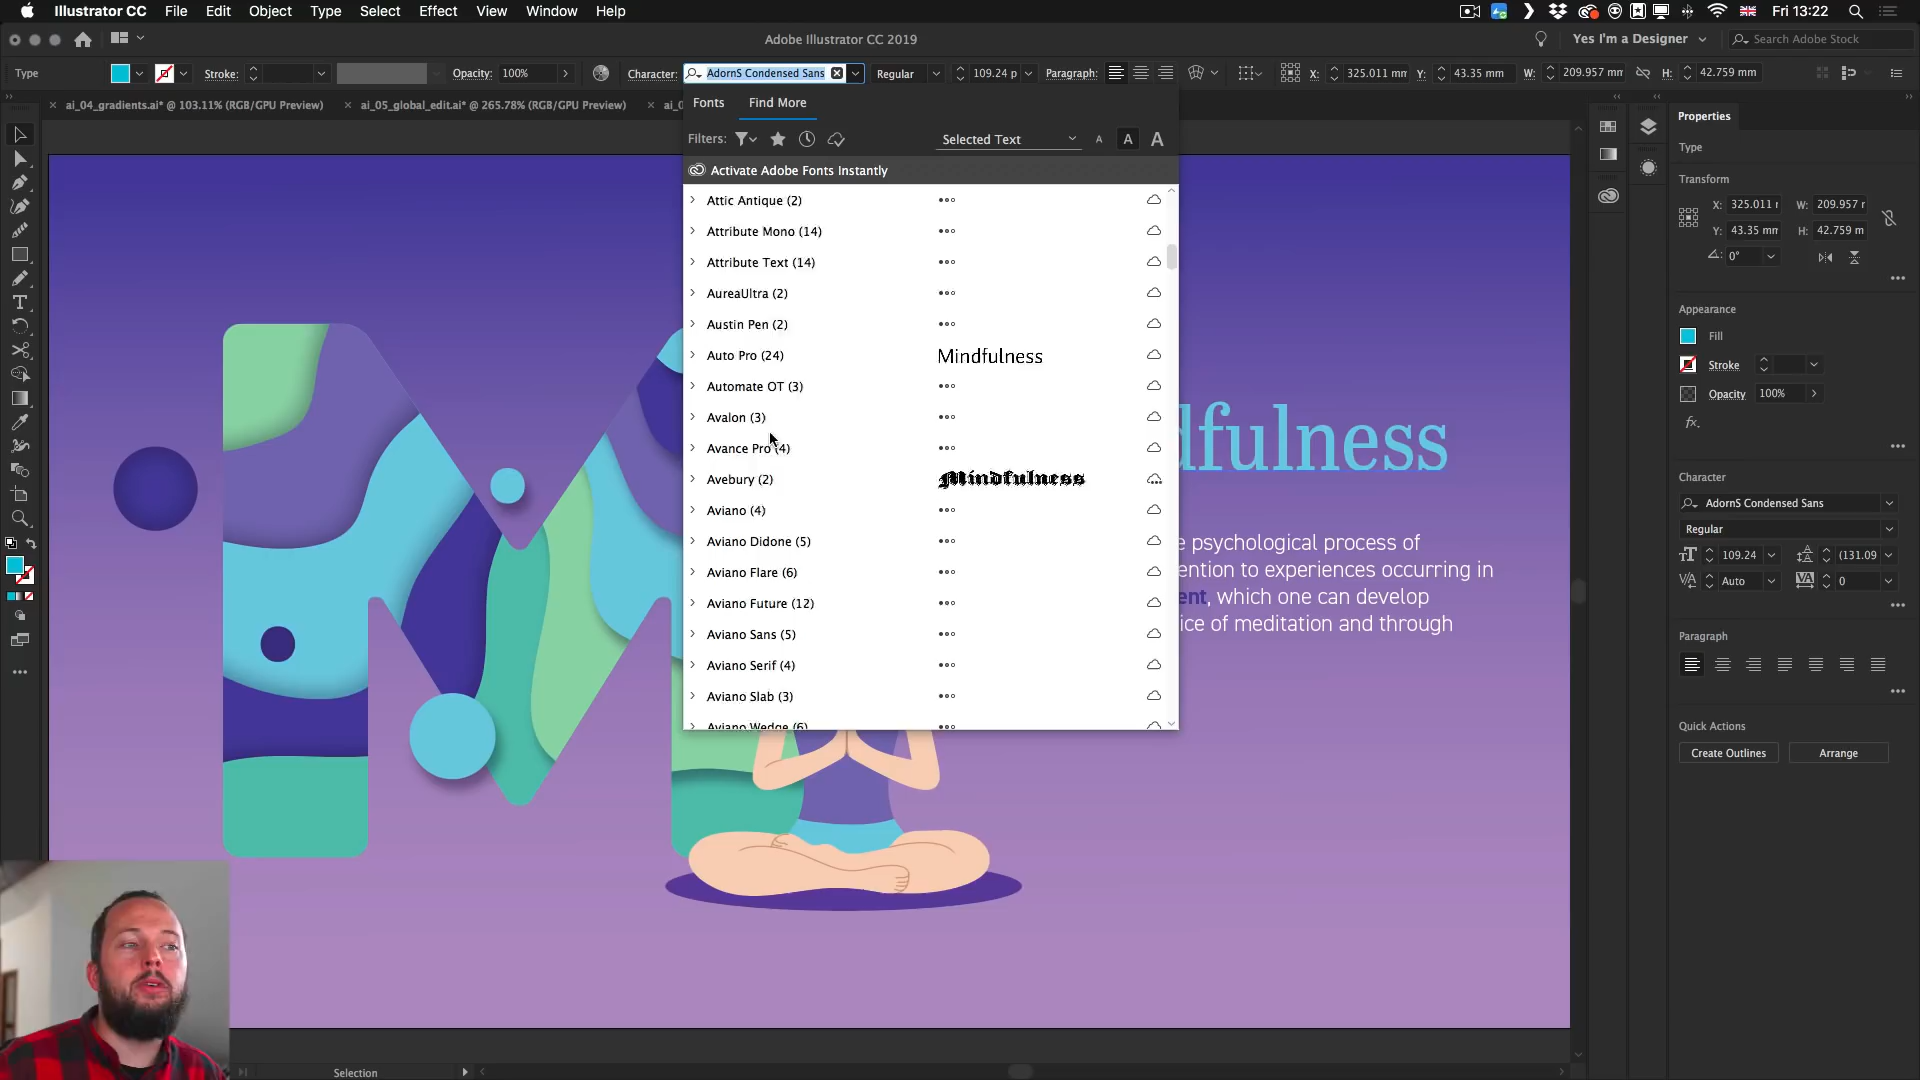 Illustrator CC File Edit Object Type Select Effect View Window Help
Fri 13:22
Adobe Illustrator CC 2019
Yes I'm a Designer
Search Adobe Stock
Type
Stroke:
Opacity: 100%
Character: AdornS Condensed Sans Regular 109.24 p
Paragraph:
X: 325.011 mm Y: 43.35 mm W: 209.957 mm H: 42.759 mm
ai_04_gradients.ai* @ 103.11% (RGB/GPU Preview)
ai_05_global_edit.ai* @ 265.78% (RGB/GPU Preview)
Fonts Find More
Filters:
Selected Text
A A A
Activate Adobe Fonts Instantly
Attic Antique (2)
Attribute Mono (14)
Attribute Text (14)
AureaUltra (2)
Austin Pen (2)
Auto Pro (24) Mindfulness
Automate OT (3)
Avalon (3)
Avance Pro (4)
Avebury (2) Mindfulness
Aviano (4)
Aviano Didone (5)
Aviano Flare (6)
Aviano Future (12)
Aviano Sans (5)
Aviano Serif (4)
Aviano Slab (3)
Aviano Wedge (6)
dfulness
e psychological process of
ention to experiences occurring in
ent, which one can develop
ice of meditation and through
Properties
Type
Transform
X: 325.011 r W: 209.957 r
Y: 43.35 mm H: 42.759 m
0°
Appearance
Fill
Stroke
Opacity 100%
fx.
Character
AdornS Condensed Sans
Regular
109.24 (131.09
Auto 0
Paragraph
Quick Actions
Create Outlines Arrange
Selection